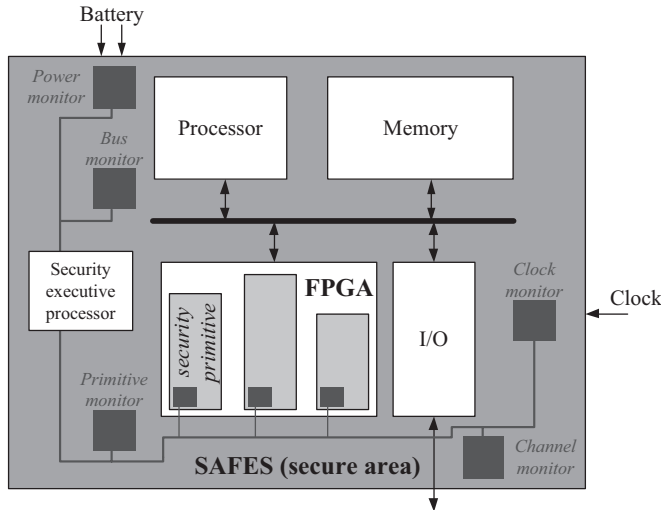 Battery
Power
monitor
Processor
Memory
Bus
monitor
Security
executive
processor
FPGA
security
primitive
I/O
Clock
monitor
Clock
Primitive
monitor
SAFES (secure area)
Channel
monitor